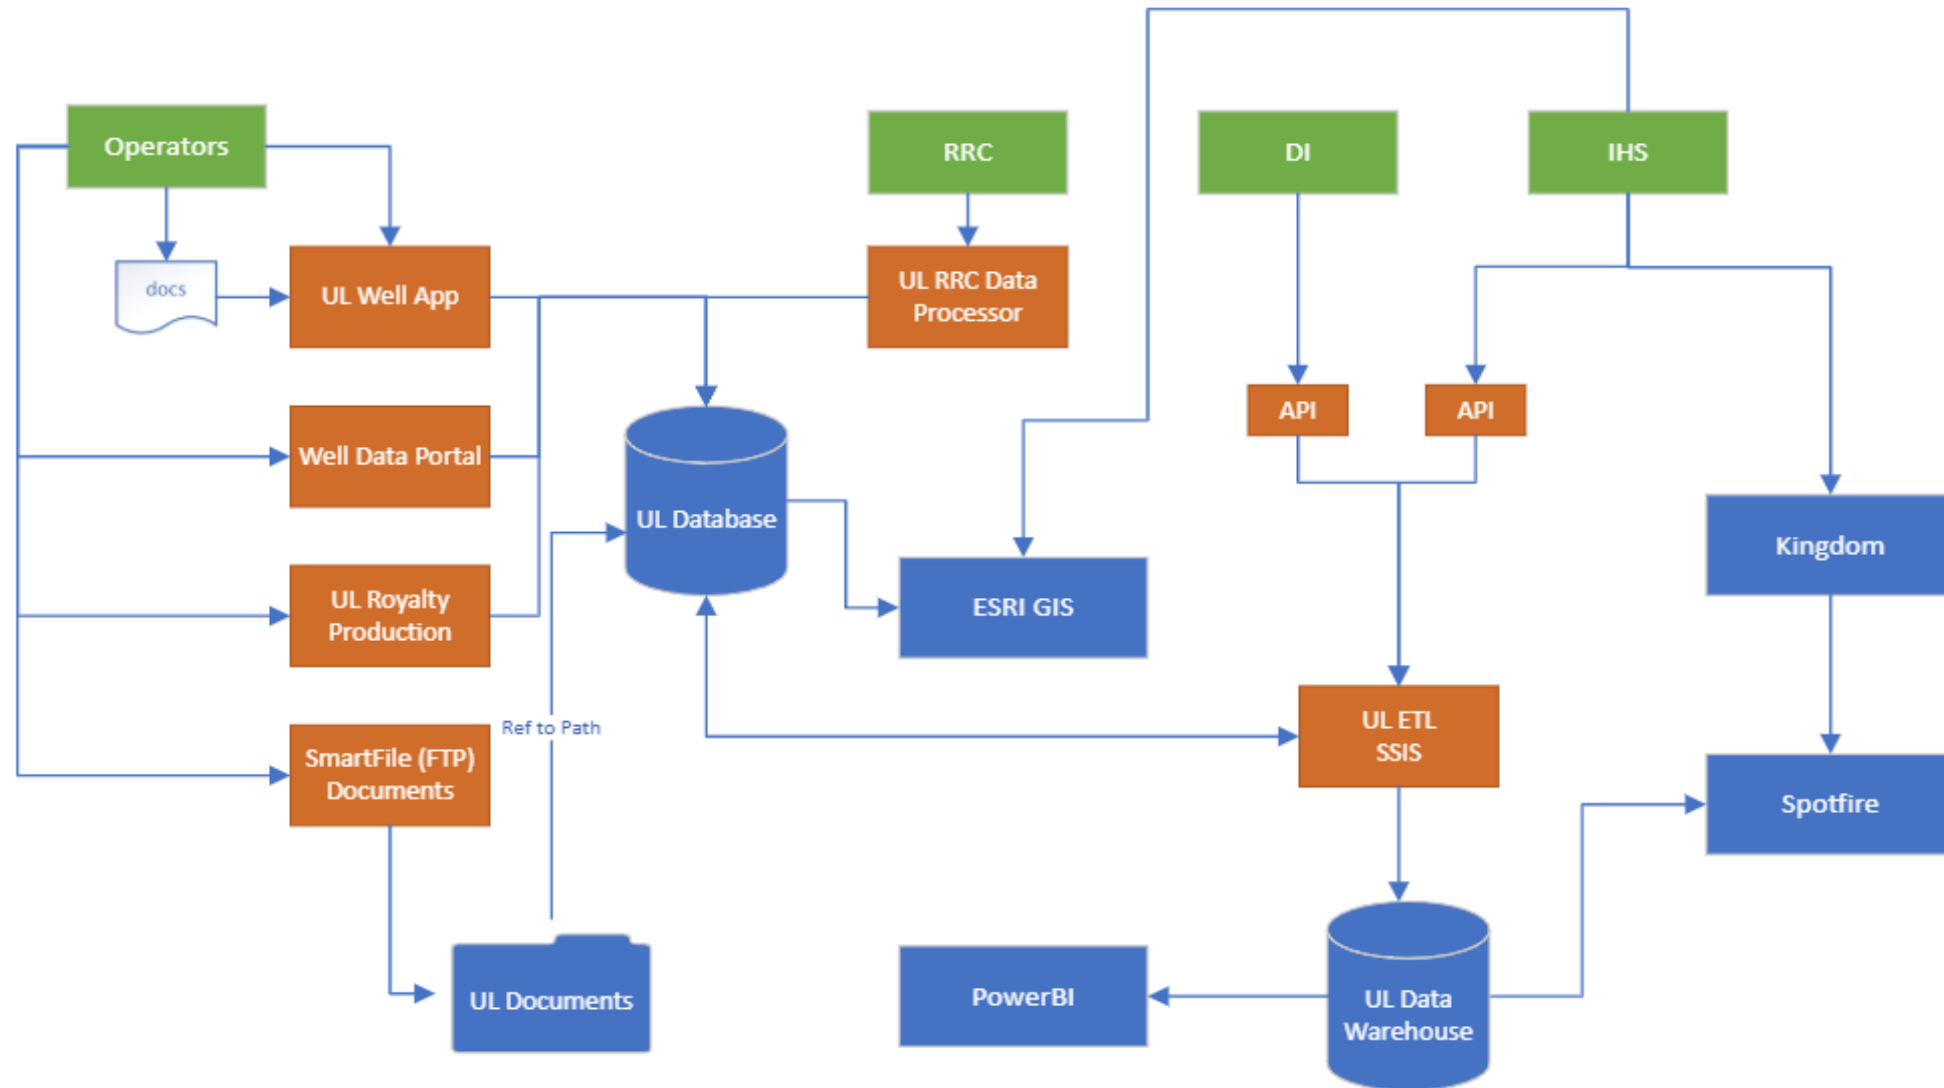 Operators
RRC
DI
IHS
docs
UL Well App
UL RRC Data
Processor
API
API
Well Data Portal
UL Database
Kingdom
UL Royalty
Production
ESRI GIS
Ref to Path
UL ETL
SSIS
SmartFile (FTP)
Documents
Spotfire
UL Documents
PowerBI
UL Data
Warehouse